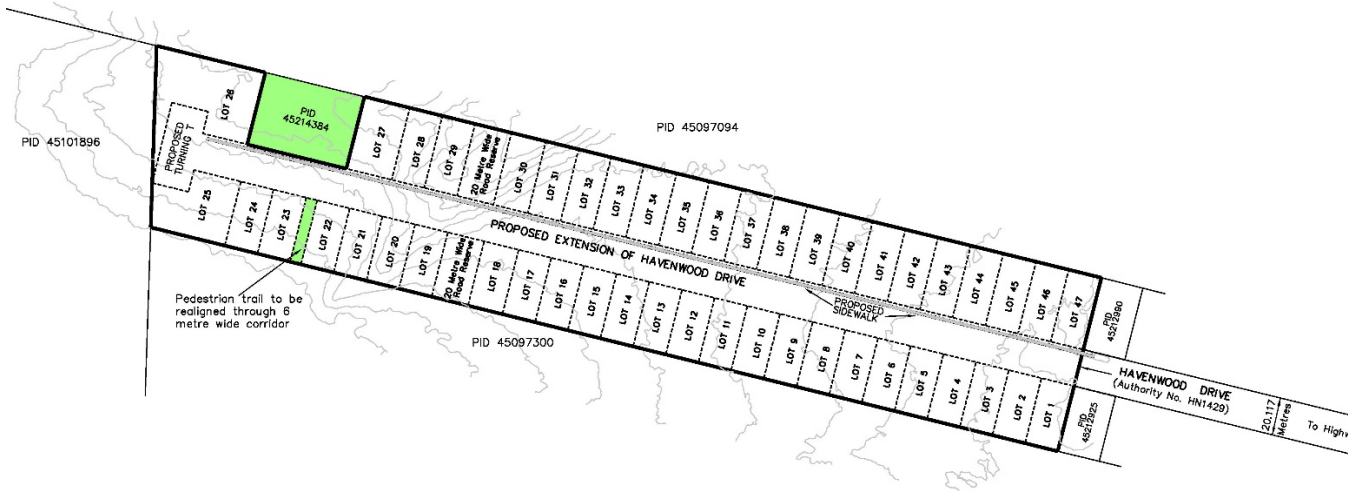 LOT 26
PID
45214384
PID 45097094
PID 45101896
PROPOSED
TURNING T
LOT 27
LOT 28
LOT 29
20 Metre Wide
Road Reserve
LOT 30
LOT 31
LOT 32
LOT 33
LOT 34
LOT 35
LOT 36
LOT 37
LOT 38
LOT 39
LOT 40
LOT 41
LOT 42
LOT 43
LOT 44
LOT 45
LOT 46
LOT 47
PID
45212990
PROPOSED EXTENSION OF HAVENWOOD DRIVE
PROPOSED
SIDEWALK
LOT 25
LOT 24
LOT 23
LOT 22
LOT 21
LOT 20
LOT 19
20 Metre Wide
Road Reserve
LOT 18
LOT 17
LOT 16
LOT 15
LOT 14
LOT 13
LOT 12
LOT 11
LOT 10
LOT 9
LOT 8
LOT 7
LOT 6
LOT 5
LOT 4
LOT 3
LOT 2
LOT 1
PID
45212925
HAVENWOOD DRIVE
(Authority No. HN1429)
20.117
Metres
To Highw
Pedestrian trail to be
realigned through 6
metre wide corridor
PID 45097300